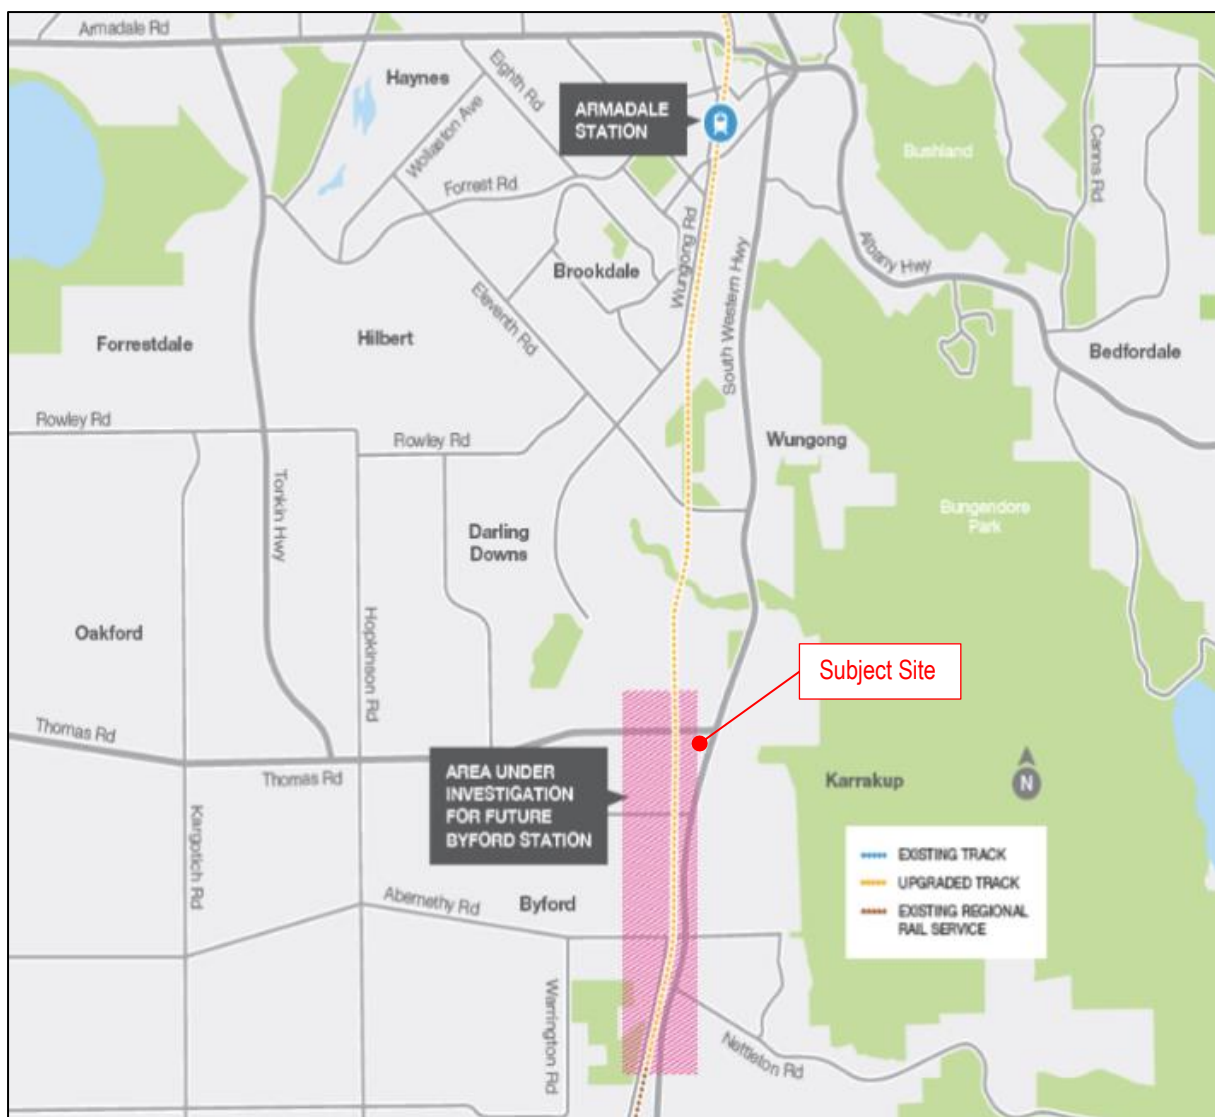 Armadale Rd
Haynes
Eighth Rd
ARMADALE
STATION
Wollaston Ave
Forrest Rd
Canns Rd
Bushland
Wungong Rd
Albany Hwy
Brookdale
South Western Hwy
Eleventh Rd
Forrestdale
Hilbert
Bedfordale
Rowley Rd
Rowley Rd
Wungong
Tonkin Hwy
Bungendore
Park
Darling
Downs
Oakford
Hopkinson Rd
Subject Site
Thomas Rd
Thomas Rd
AREA UNDER
INVESTIGATION
FOR FUTURE
BYFORD STATION
Karrakup
N
Kargotich Rd
EXISTING TRACK
UPGRADED TRACK
EXISTING REGIONAL
RAIL SERVICE
Abernethy Rd
Byford
Warrington Rd
Nettleton Rd